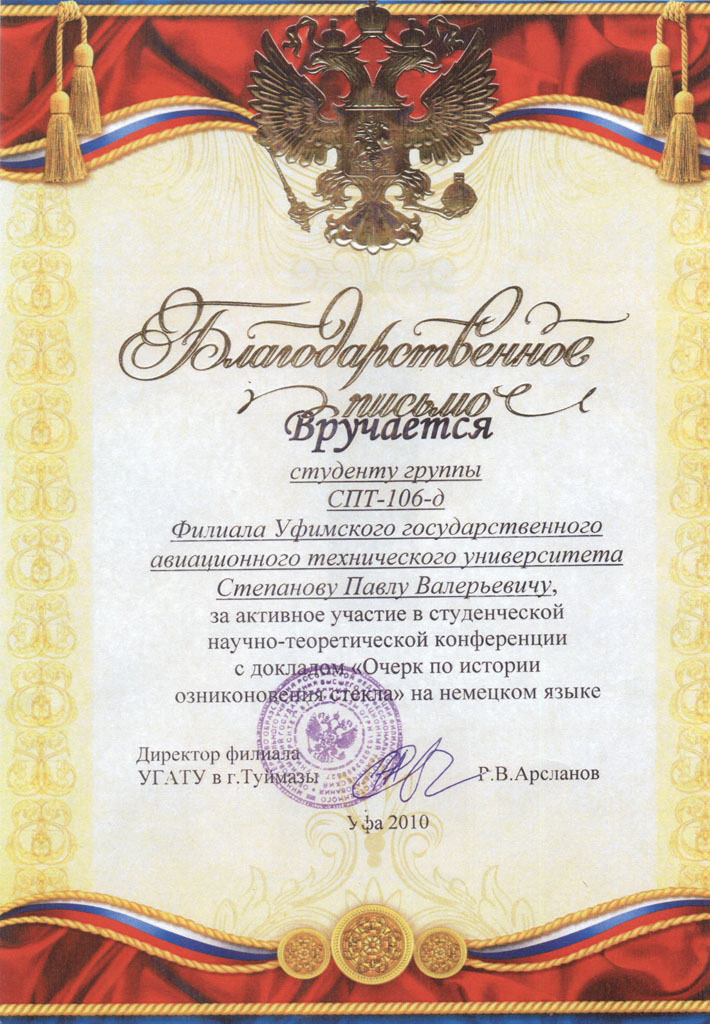 Благодарственное
письмо
Вручается
студенту группы
СПТ-106-д
Филиала Уфимского государственного
авиационного технического университета
Степанову Павлу Валерьевичу,
за активное участие в студенческой
научно-теоретической конференции
с докладом «Очерк по истории
озникновения стекла» на немецком языке
Директор филиала
УГАТУ в г.Туймазы Р.В.Арсланов
Уфа 2010